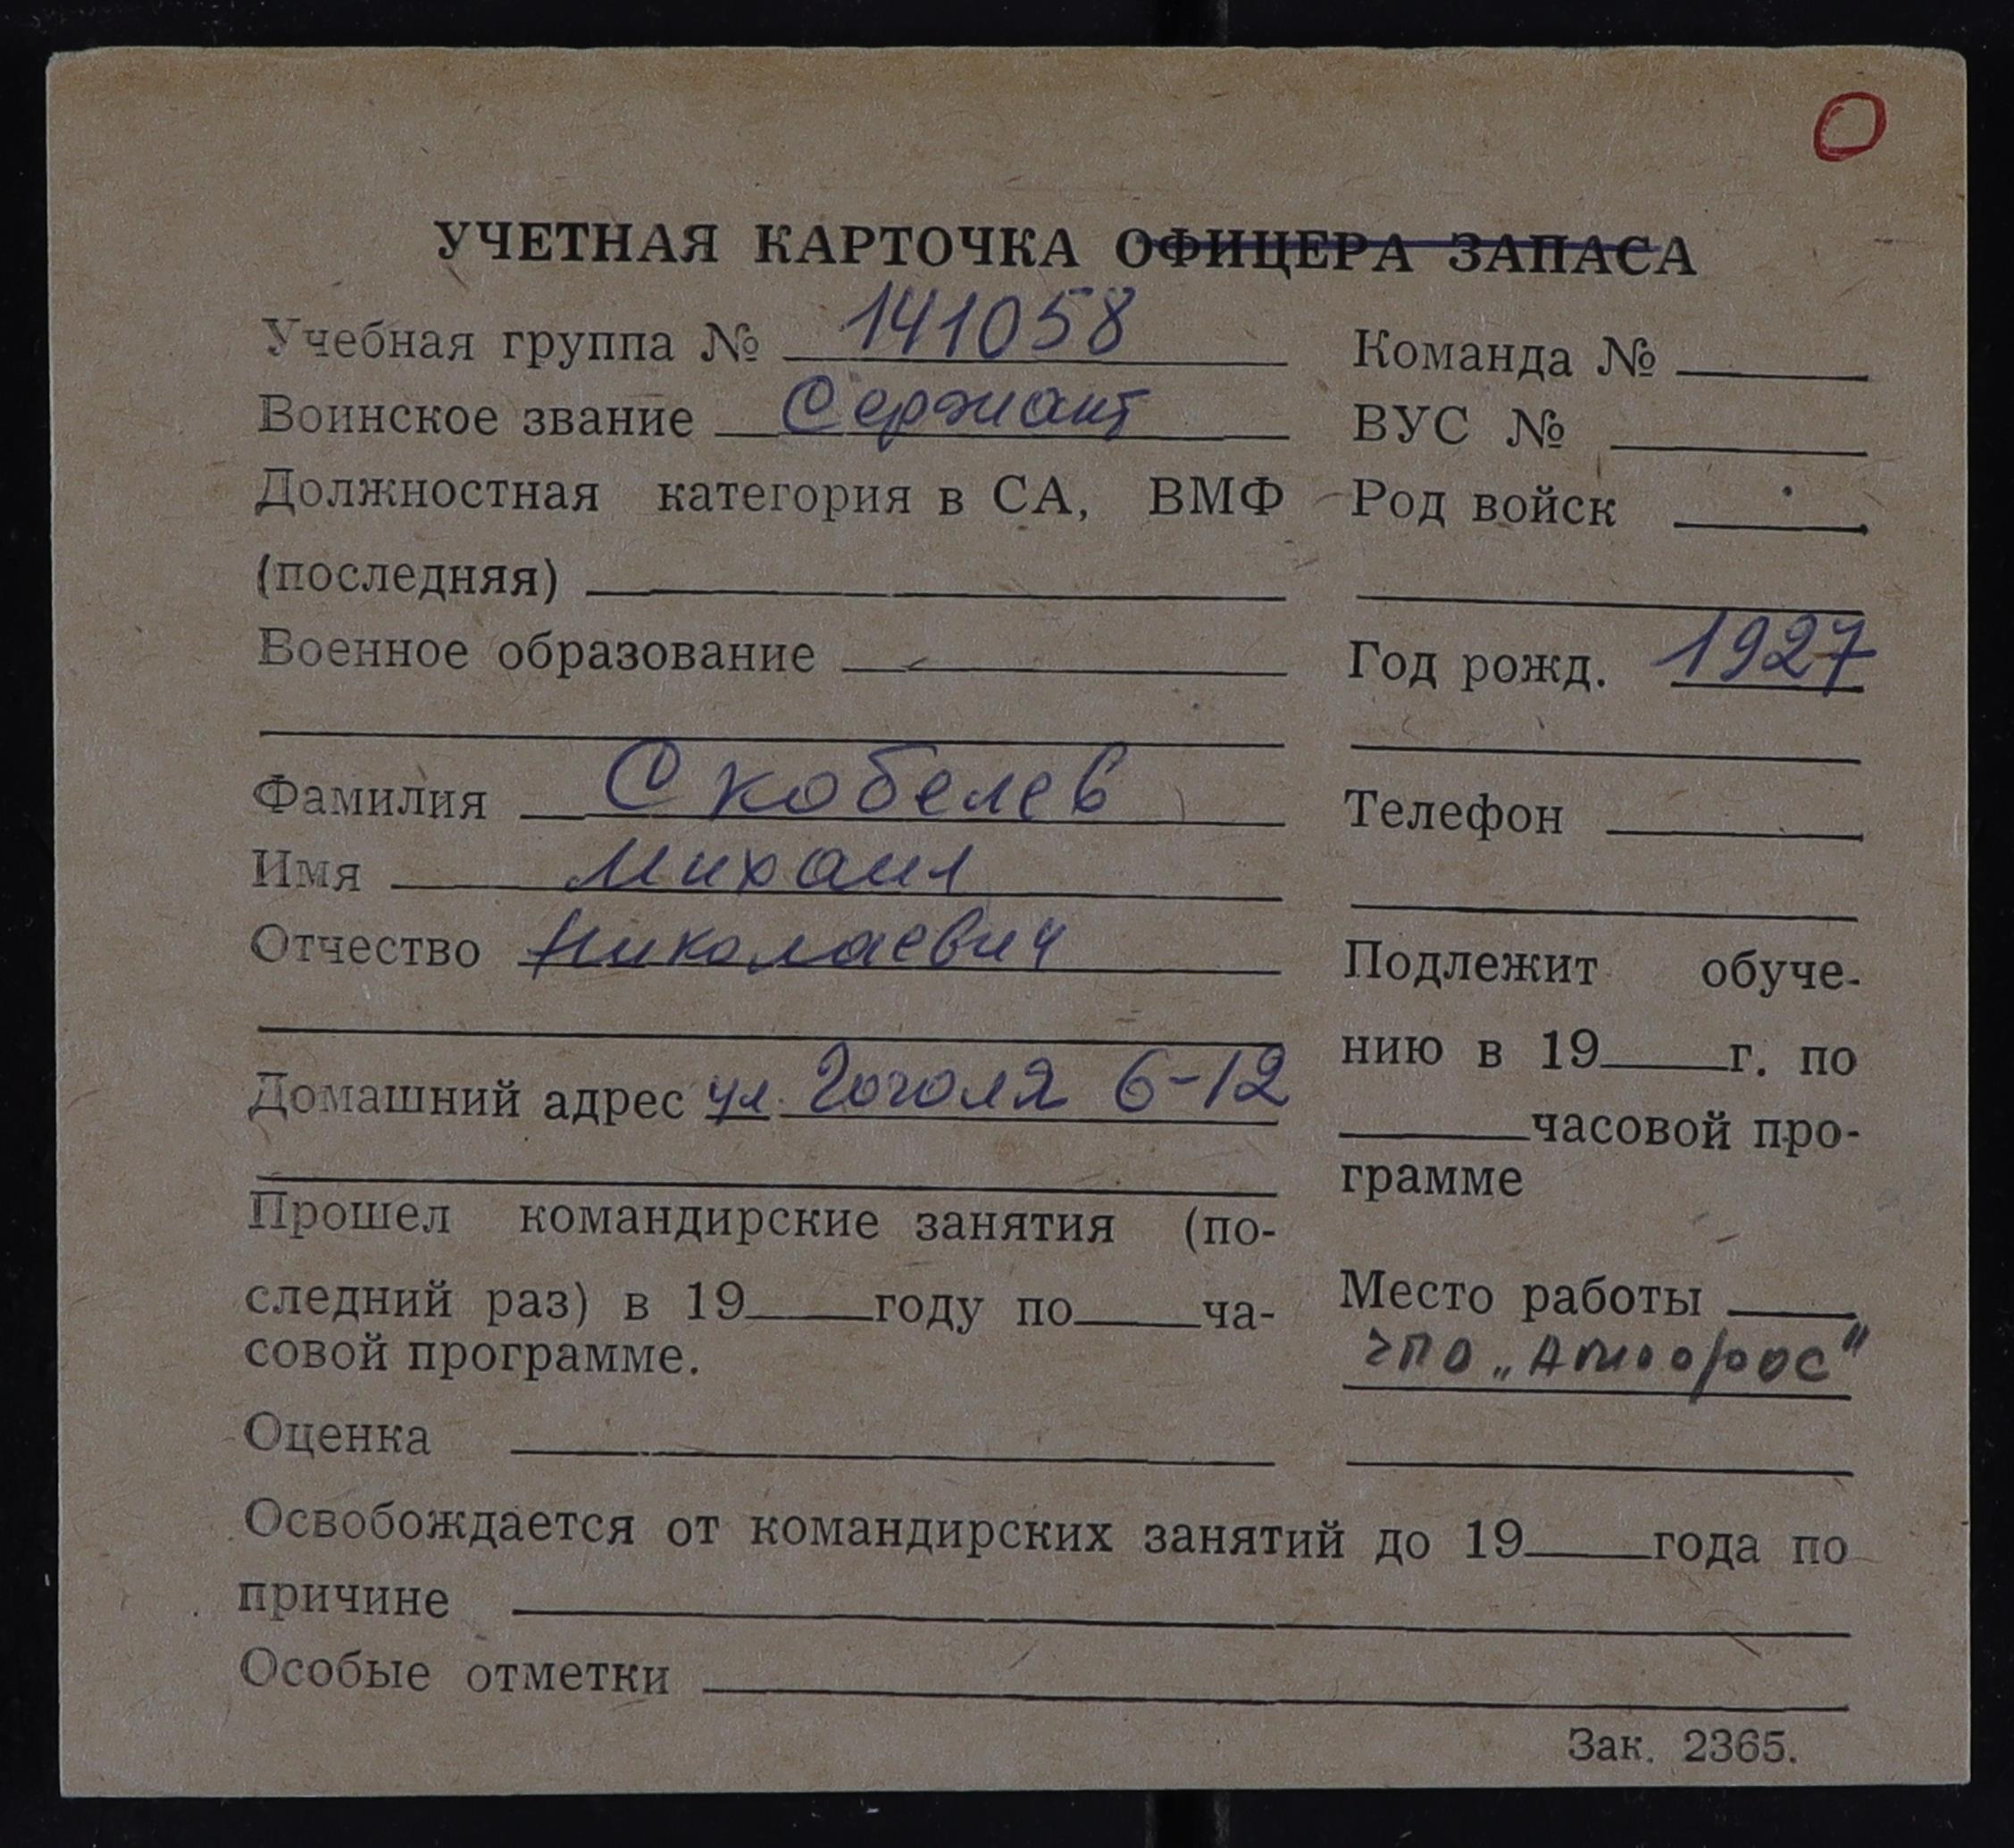 О
УЧЕТНАЯ КАРТОЧКА ОФИЦЕРА ЗАПАСА
Учебная группа № 141058
Воинское звание Сержант
Должностная категория в СА, ВМФ
(последняя)
Военное образование
Фамилия Скобелев
Имя Михаил
Отчество Николаевич
Домашний адрес ул. Гоголя 6-12
Прошел командирские занятия (по-
следний раз) в 19 году по ча-
совой программе.
Оценка
Команда №
ВУС №
Род войск
Год рожд. 1927
Телефон
Подлежит обуче-
нию в 19 г. по
часовой про-
грамме
Место работы
Освобождается от командирских занятий до 19 года по
причине
Особые отметки
Зак. 2365.